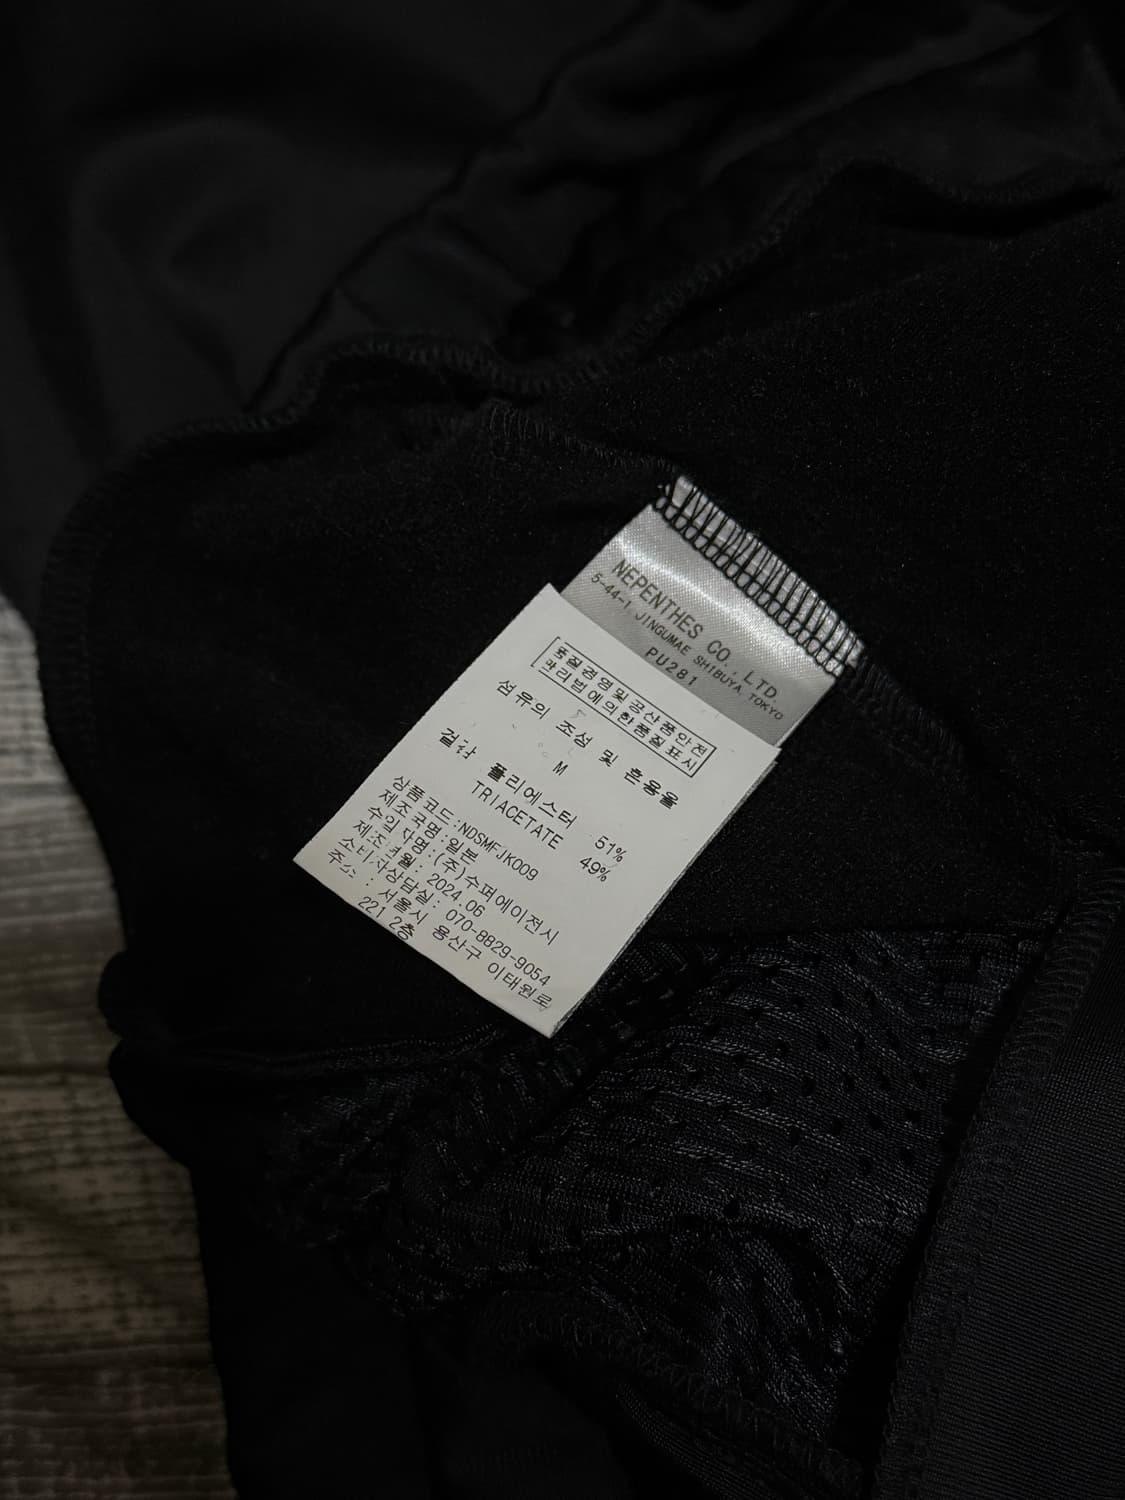 NEPENTHES CO., LTD.
5-44-1, JINGUMAE SHIBUYA, TOKYO
PU281
품질경영및공산품안전
관리법에의한품질표시
섬유의 조성 및 혼용율
M
겉감 폴리에스터 51%
TRIACETATE 49%
상품코드:NDSMFJK009
제조국명:일본
수입자명:(주)수퍼에이전시
제조년월: 2024.06
소비자상담실: 070-8829-9054
주소 : 서울시 용산구 이태원로
221 2층